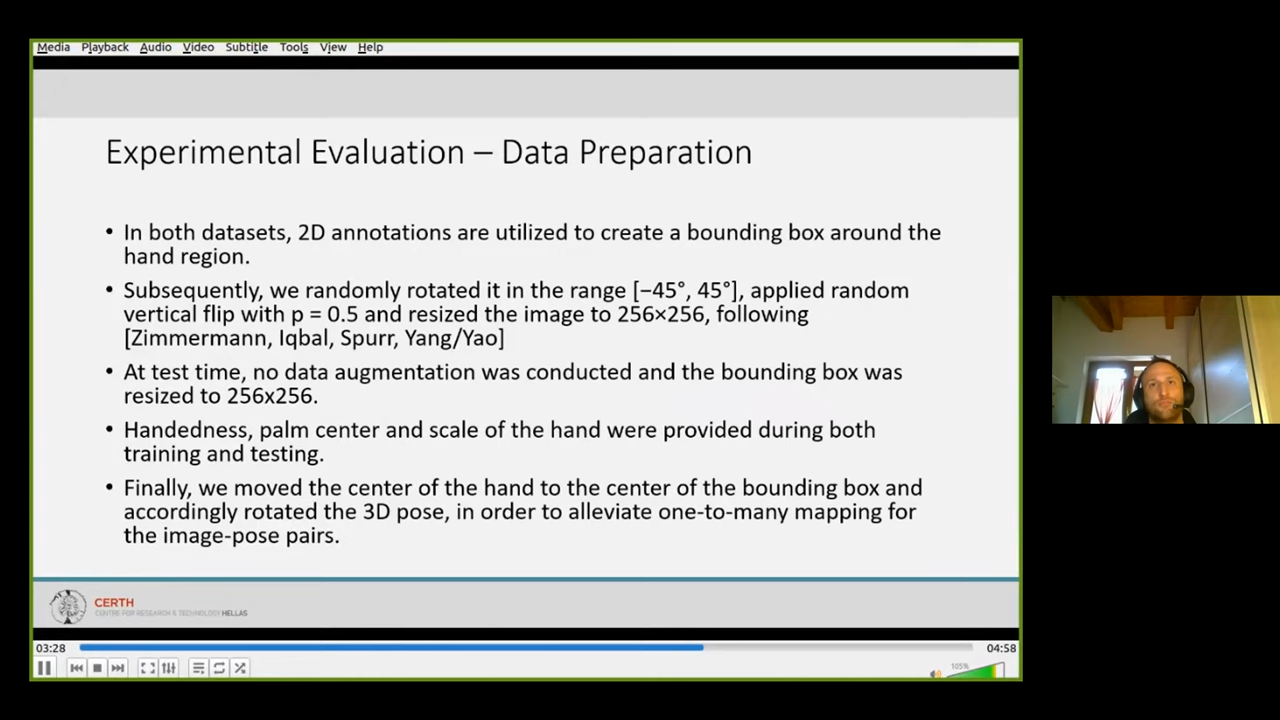 Media Playback Audio Video Subtitle Tools View Help
Experimental Evaluation – Data Preparation
• In both datasets, 2D annotations are utilized to create a bounding box around the
hand region.
• Subsequently, we randomly rotated it in the range [−45°, 45°], applied random
vertical flip with p = 0.5 and resized the image to 256×256, following
[Zimmermann, Iqbal, Spurr, Yang/Yao]
• At test time, no data augmentation was conducted and the bounding box was
resized to 256x256.
• Handedness, palm center and scale of the hand were provided during both
training and testing.
• Finally, we moved the center of the hand to the center of the bounding box and
accordingly rotated the 3D pose, in order to alleviate one-to-many mapping for
the image-pose pairs.
CERTH
CENTRE FOR RESEARCH & TECHNOLOGY HELLAS
03:28 04:58
105%